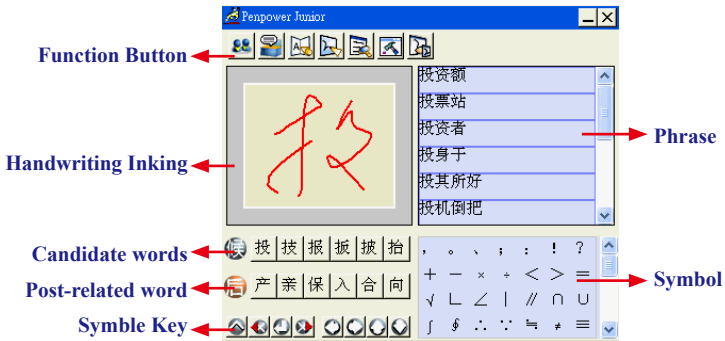 Penpower Junior
Function Button
投资额
投票站
投资者
Phrase
投身于
Handwriting Inking
投
投其所好
投机倒把
Candidate words
候 投 技 报 扳 披 抬
， 。 、 ； ： ！ ？
＋ － × ÷ ＜ ＞ ＝
Symbol
Post-related word
后 产 亲 保 入 合 向
√ ∟ ∠ ∣ ∥ ∩ ∪
Symble Key
∫ ∮ ∴ ∵ ≒ ≠ ≡